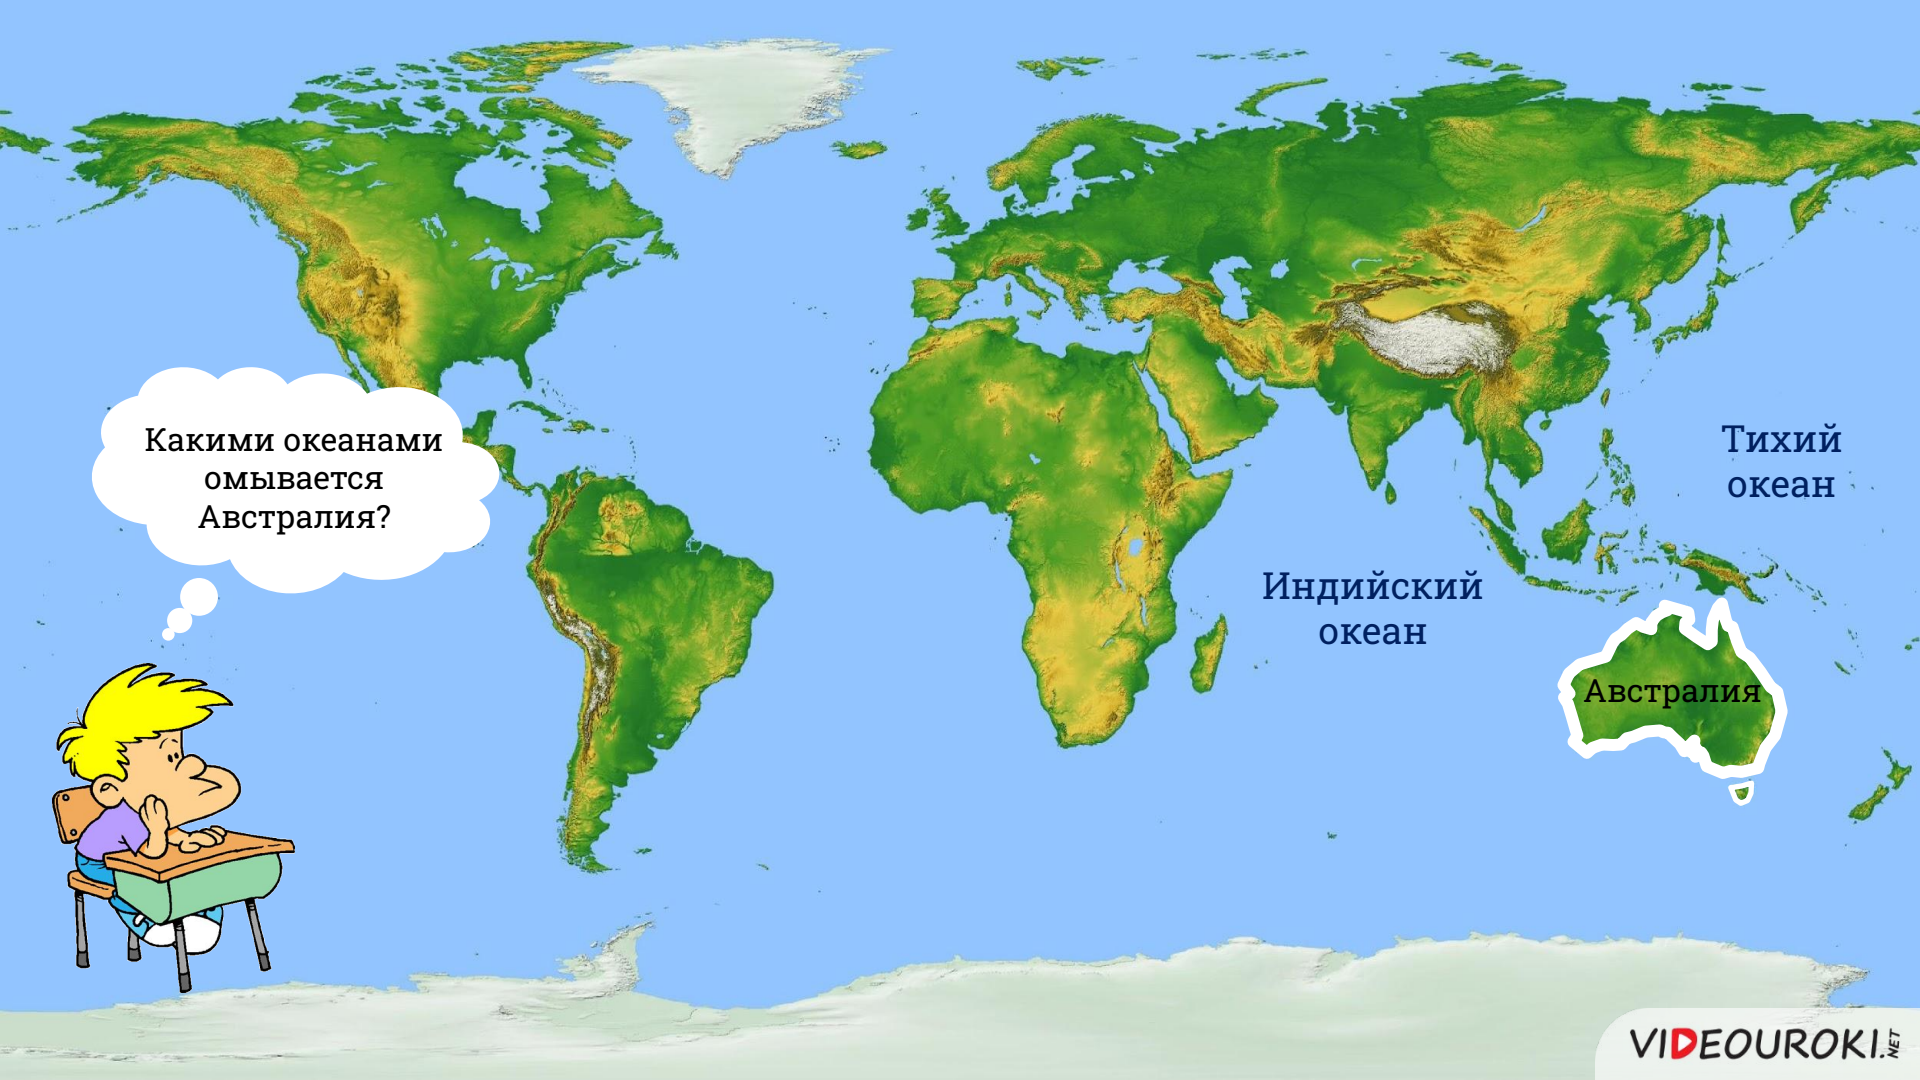 Какими океанами
омывается
Австралия?
Тихий
океан
Индийский
океан
Австралия
VIDEOUROKI.NET